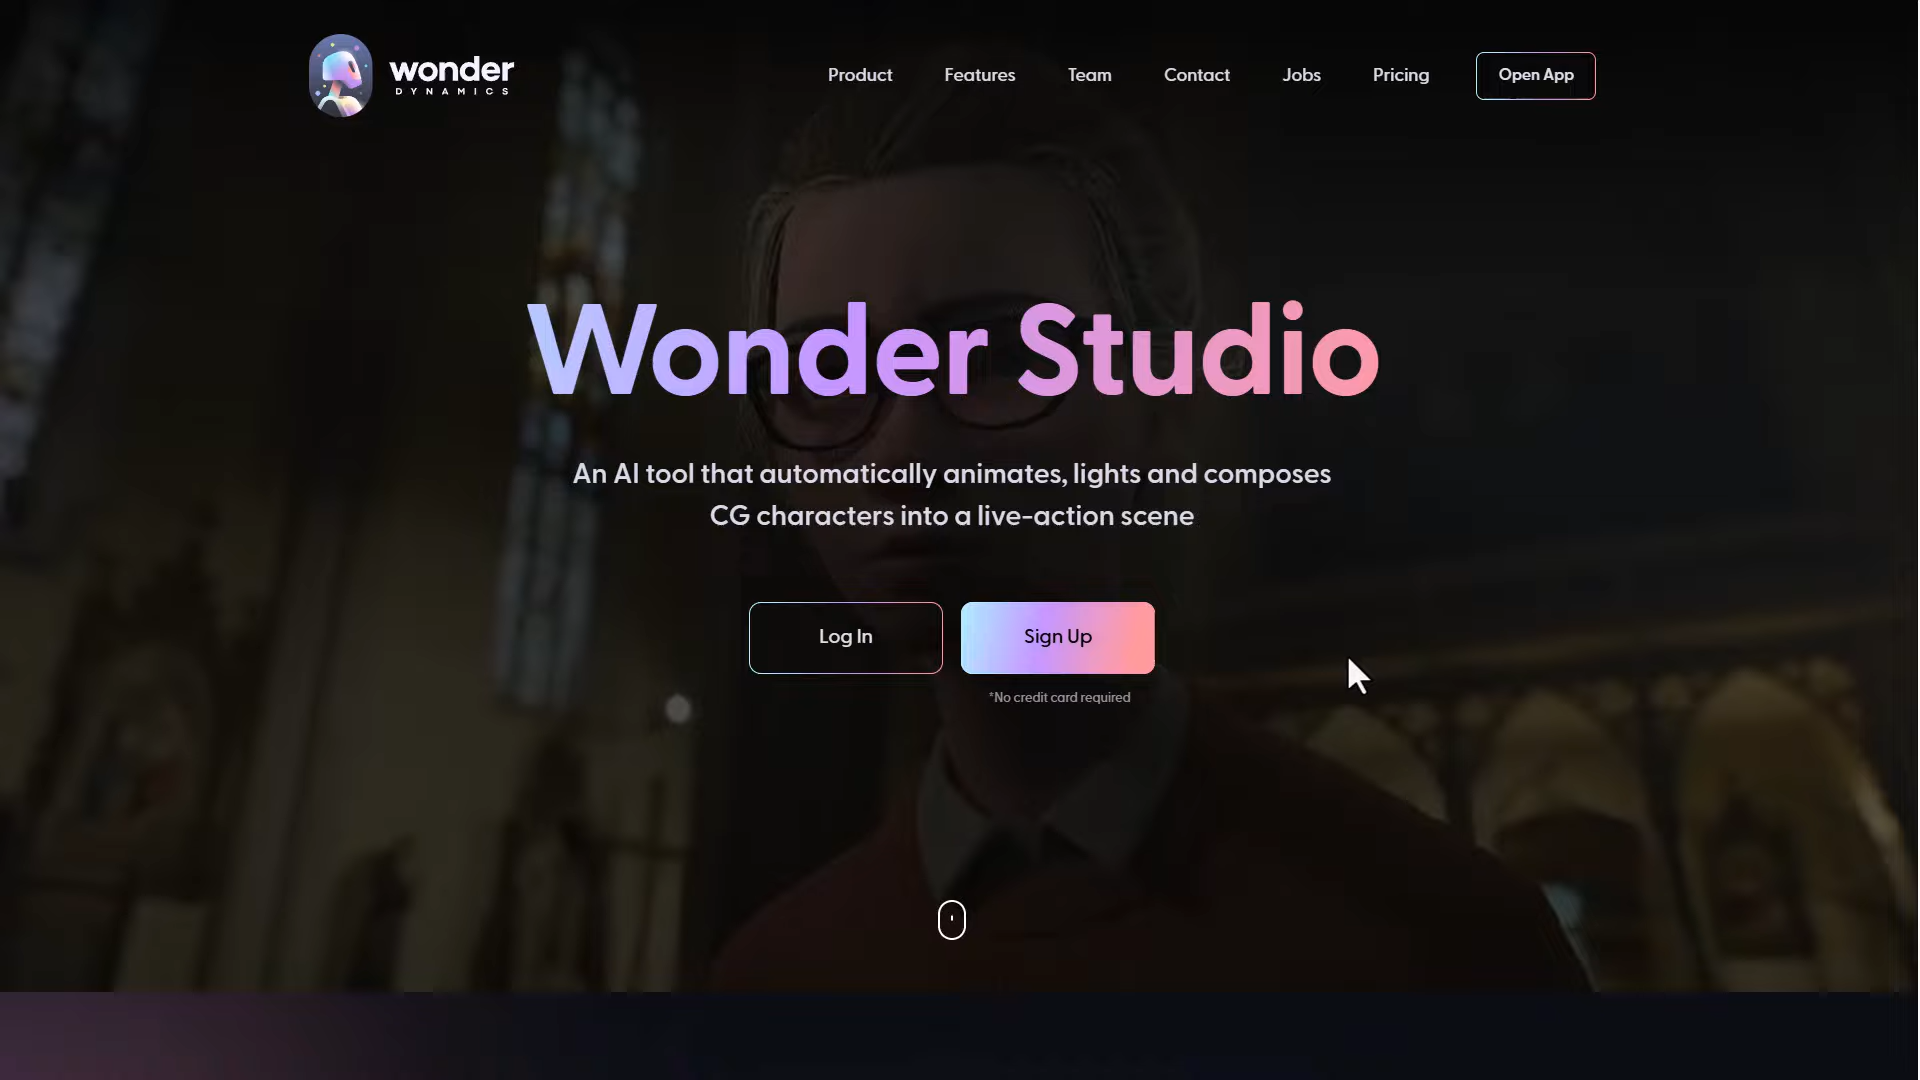 wonder
DYNAMICS
Product Features Team Contact Jobs Pricing Open App
Wonder Studio
An AI tool that automatically animates, lights and composes
CG characters into a live-action scene
Log In Sign Up
*No credit card required